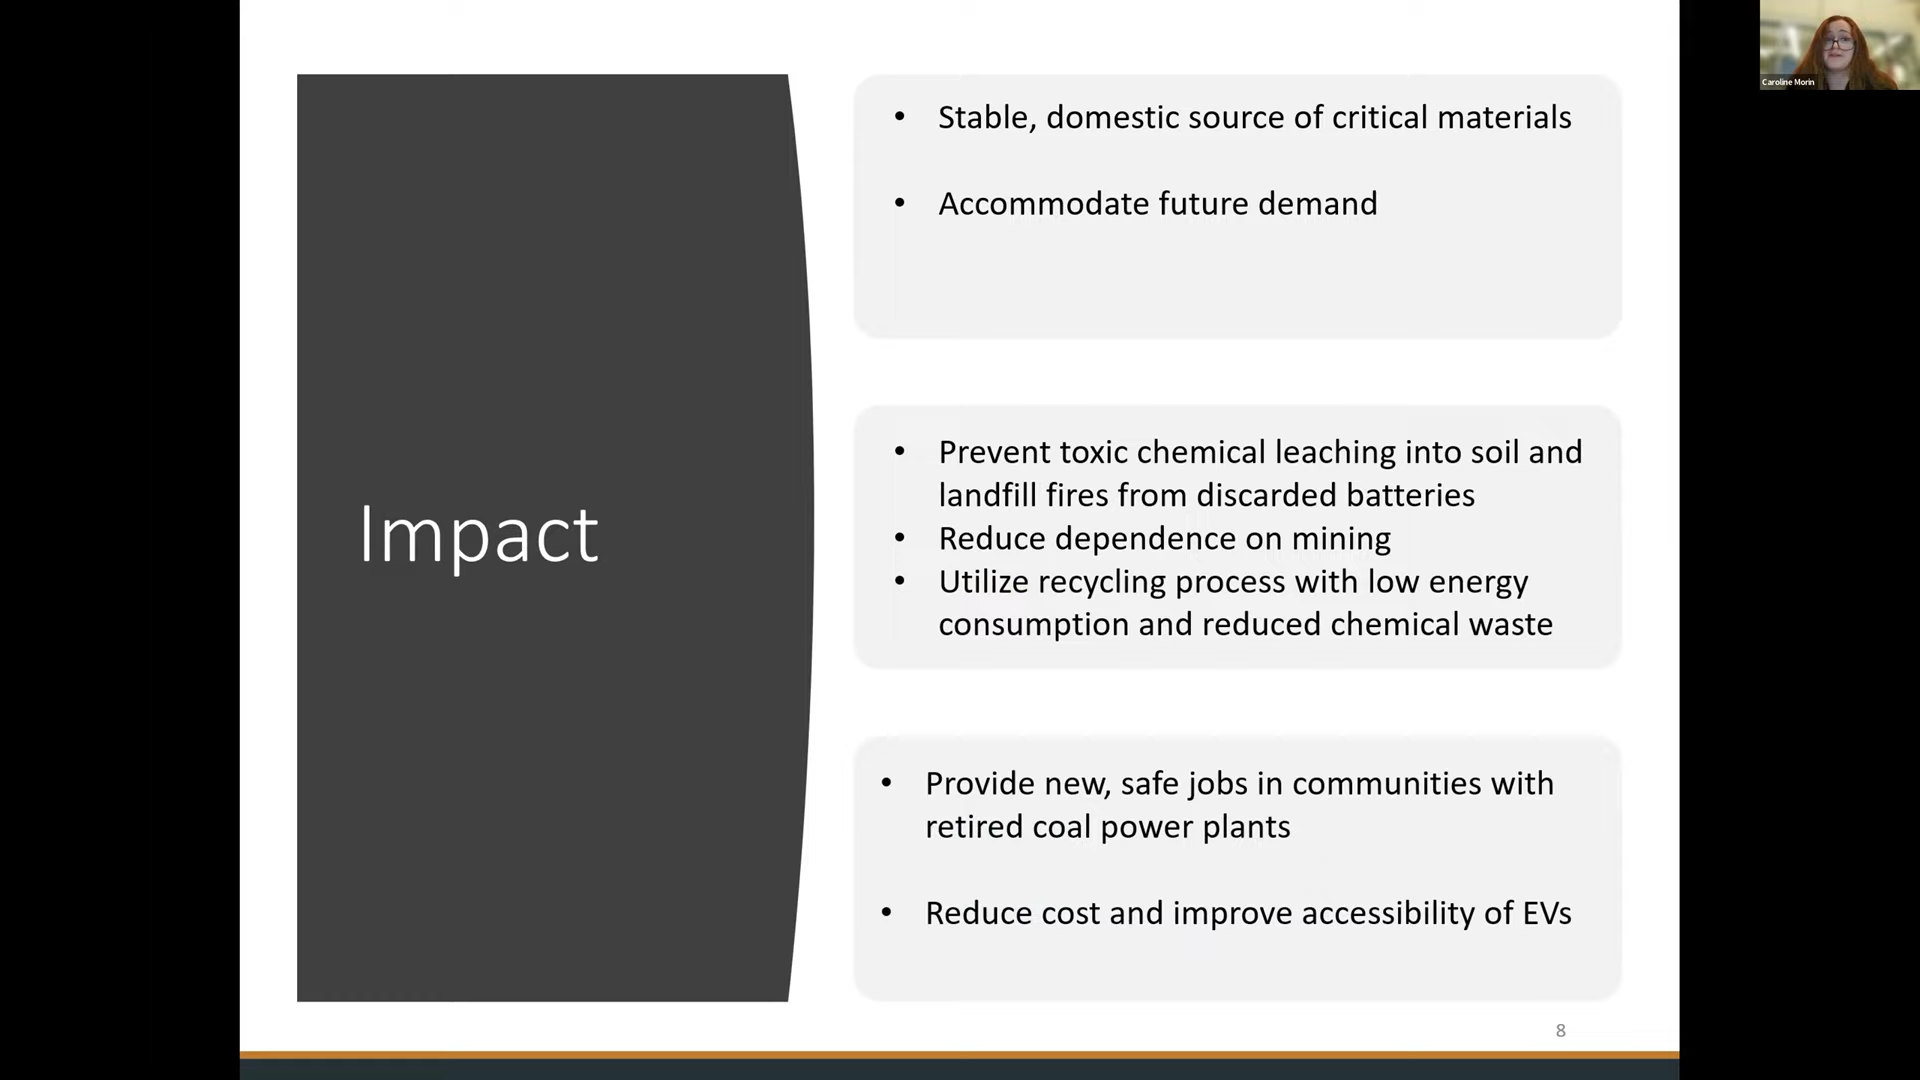 Caroline Morin
Impact
• Stable, domestic source of critical materials
• Accommodate future demand
• Prevent toxic chemical leaching into soil and
landfill fires from discarded batteries
• Reduce dependence on mining
• Utilize recycling process with low energy
consumption and reduced chemical waste
• Provide new, safe jobs in communities with
retired coal power plants
• Reduce cost and improve accessibility of EVs
8